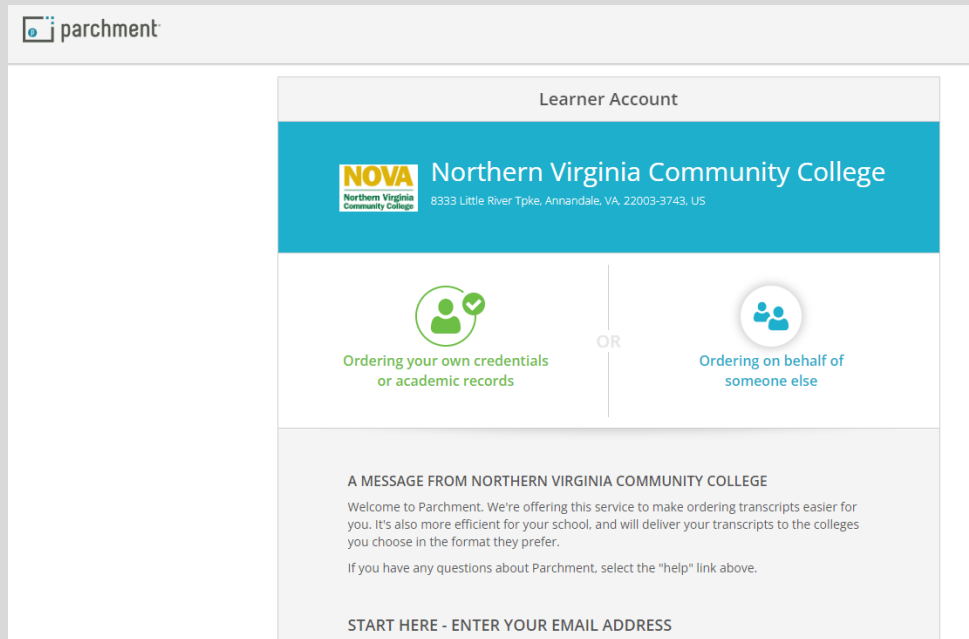 parchment
Learner Account
NOVA
Northern Virginia
Community College
Northern Virginia Community College
8333 Little River Tpke, Annandale, VA, 22003-3743, US
Ordering your own credentials
or academic records
OR
Ordering on behalf of
someone else
A MESSAGE FROM NORTHERN VIRGINIA COMMUNITY COLLEGE
Welcome to Parchment. We're offering this service to make ordering transcripts easier for
you. It's also more efficient for your school, and will deliver your transcripts to the colleges
you choose in the format they prefer.
If you have any questions about Parchment, select the "help" link above.
START HERE - ENTER YOUR EMAIL ADDRESS